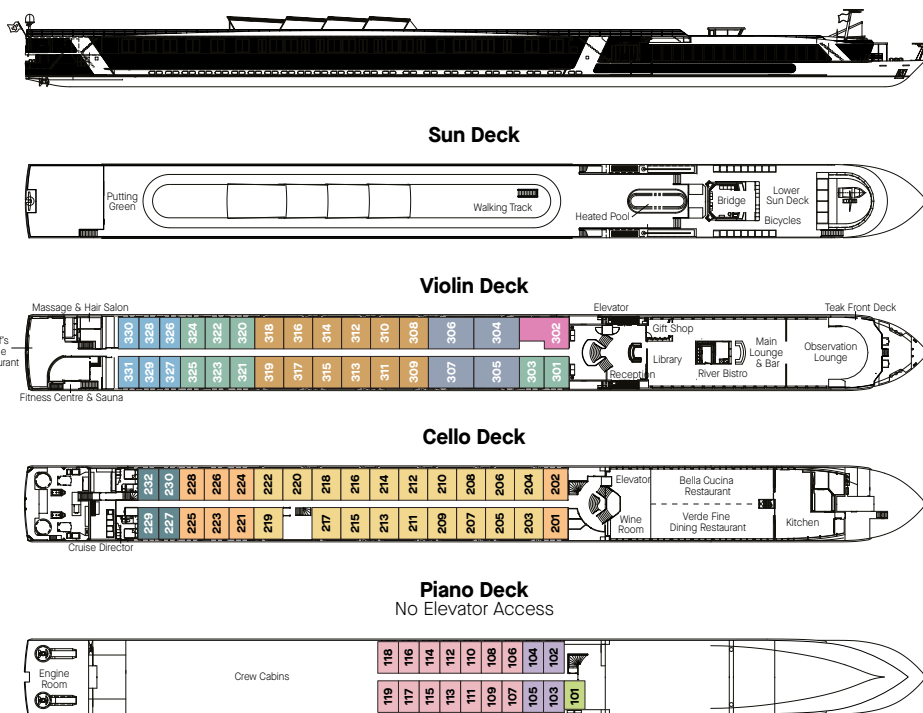 Sun Deck
Putting
Green
Walking Track
Heated Pool
Bridge
Lower
Sun Deck
Bicycles
Violin Deck
Massage & Hair Salon
Elevator
Teak Front Deck
330 328 326 324 322 320 318 316 314 312 310 308 306 304 302
Gift Shop
Library
Main
Lounge
& Bar
Observation
Lounge
River Bistro
Reception
331 329 327 325 323 321 319 317 315 313 311 309 307 305 303 301
Fitness Centre & Sauna
Cello Deck
232 230 228 226 224 222 220 218 216 214 212 210 208 206 204 202
Elevator
Bella Cucina
Restaurant
Wine
Room
Verde Fine
Dining Restaurant
Kitchen
229 227 225 223 221 219 217 215 213 211 209 207 205 203 201
Cruise Director
Piano Deck
No Elevator Access
118 116 114 112 110 108 106 104 102
Engine
Room
Crew Cabins
119 117 115 113 111 109 107 105 103 101